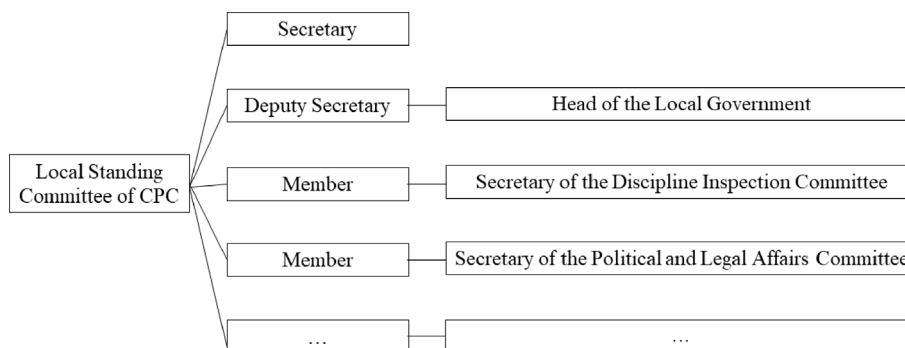 Secretary
Deputy Secretary
Head of the Local Government
Local Standing
Committee of CPC
Member
Secretary of the Discipline Inspection Committee
Member
Secretary of the Political and Legal Affairs Committee
…
…